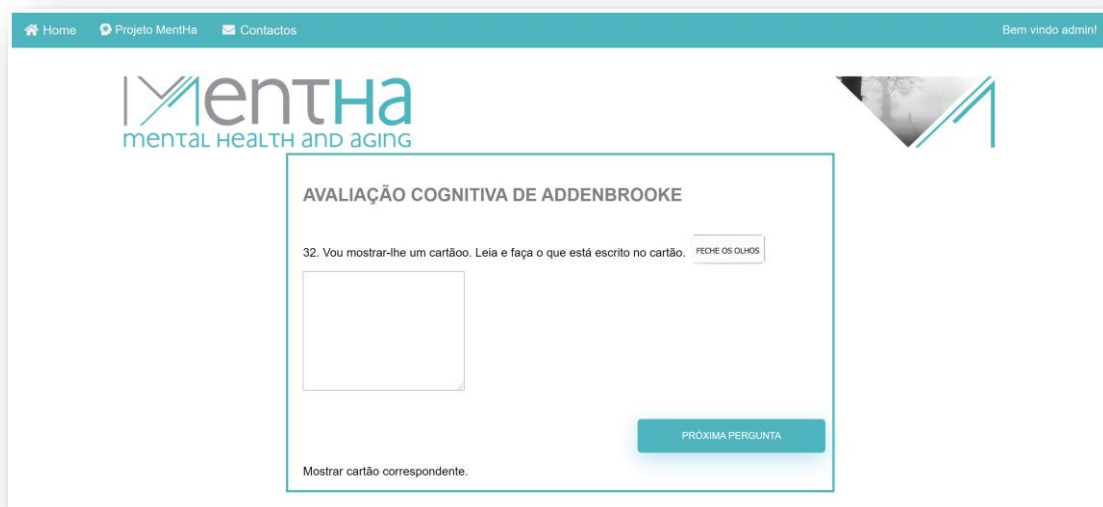 Home Projeto MentHa Contactos Bem vindo admin!
MentHa
mental Health and aging
AVALIAÇÃO COGNITIVA DE ADDENBROOKE
32. Vou mostrar-lhe um cartãoo. Leia e faça o que está escrito no cartão. FECHE OS OLHOS
PRÓXIMA PERGUNTA
Mostrar cartão correspondente.